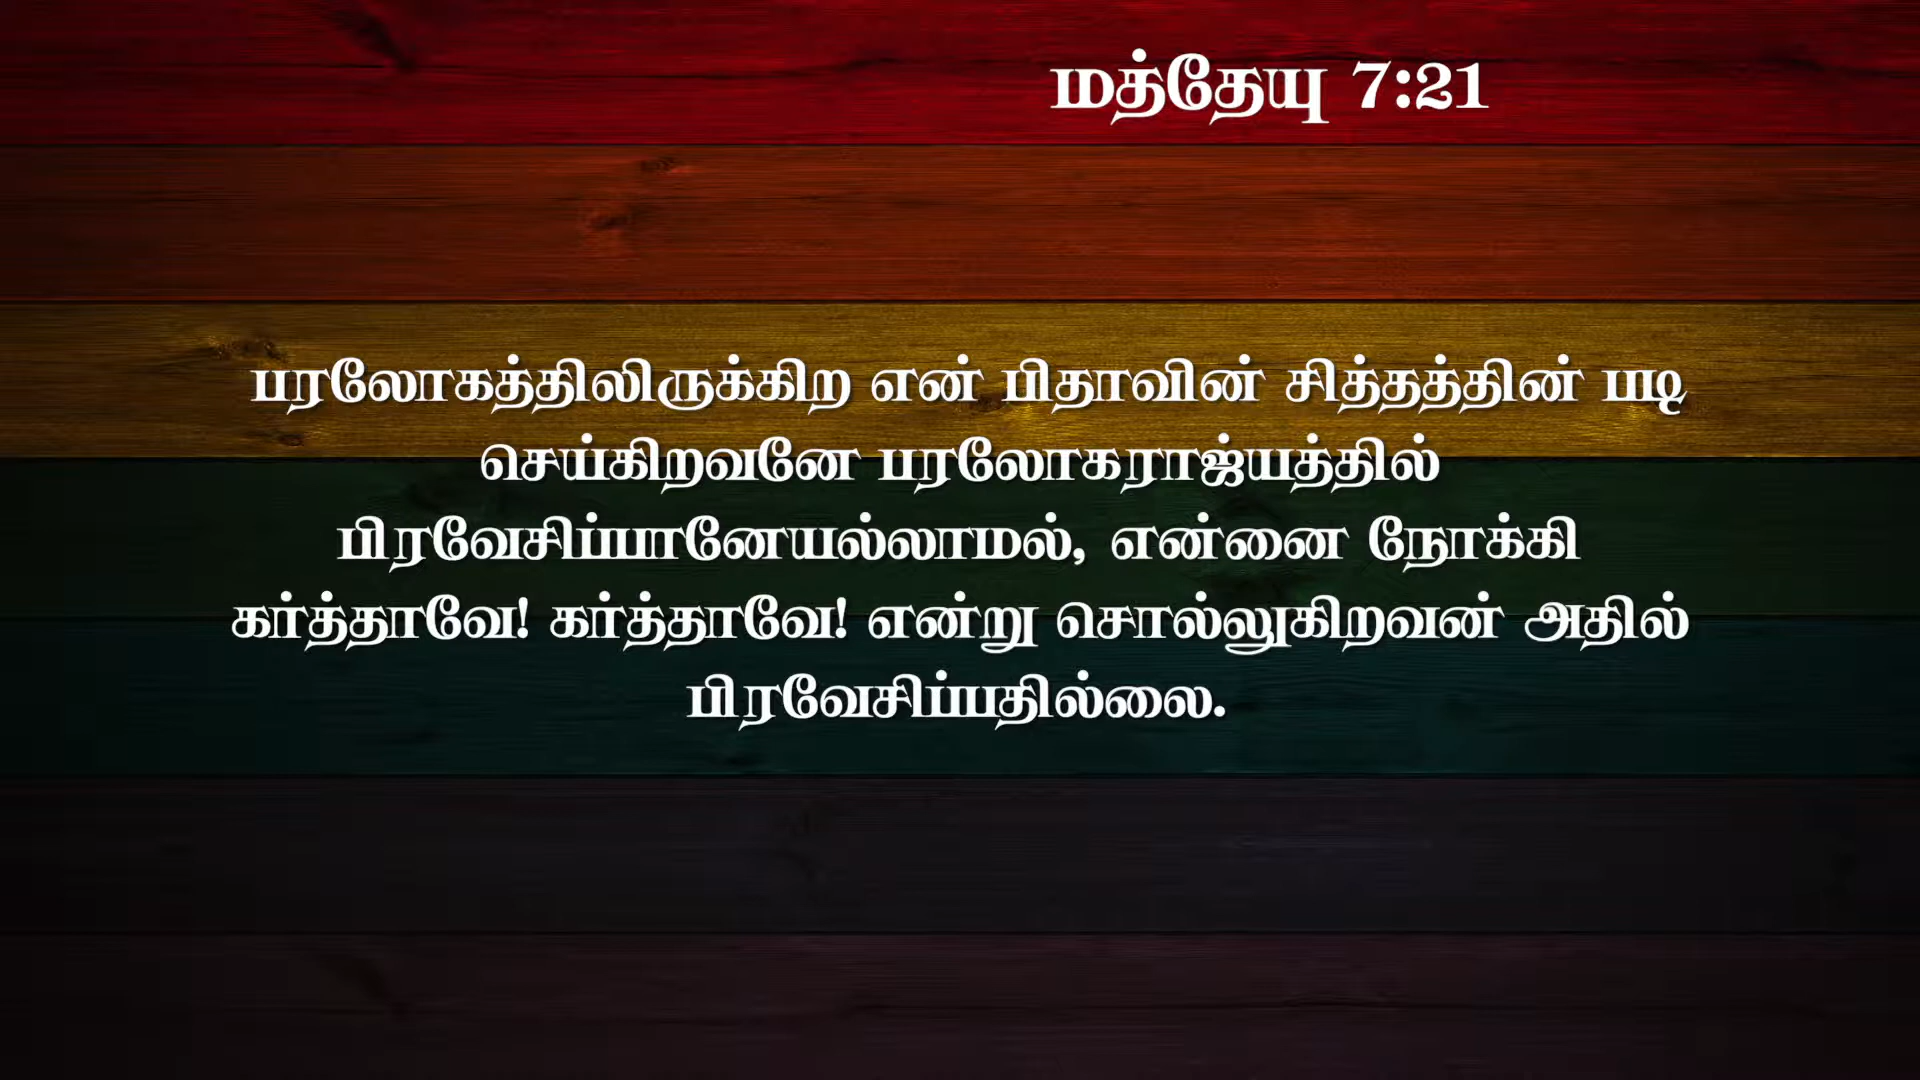 மத்தேயு 7:21
பரலோகத்திலிருக்கிற என் பிதாவின் சித்தத்தின் படி
செய்கிறவனே பரலோகராஜ்யத்தில்
பிரவேசிப்பானேயல்லாமல், என்னை நோக்கி
கர்த்தாவே! கர்த்தாவே! என்று சொல்லுகிறவன் அதில்
பிரவேசிப்பதில்லை.